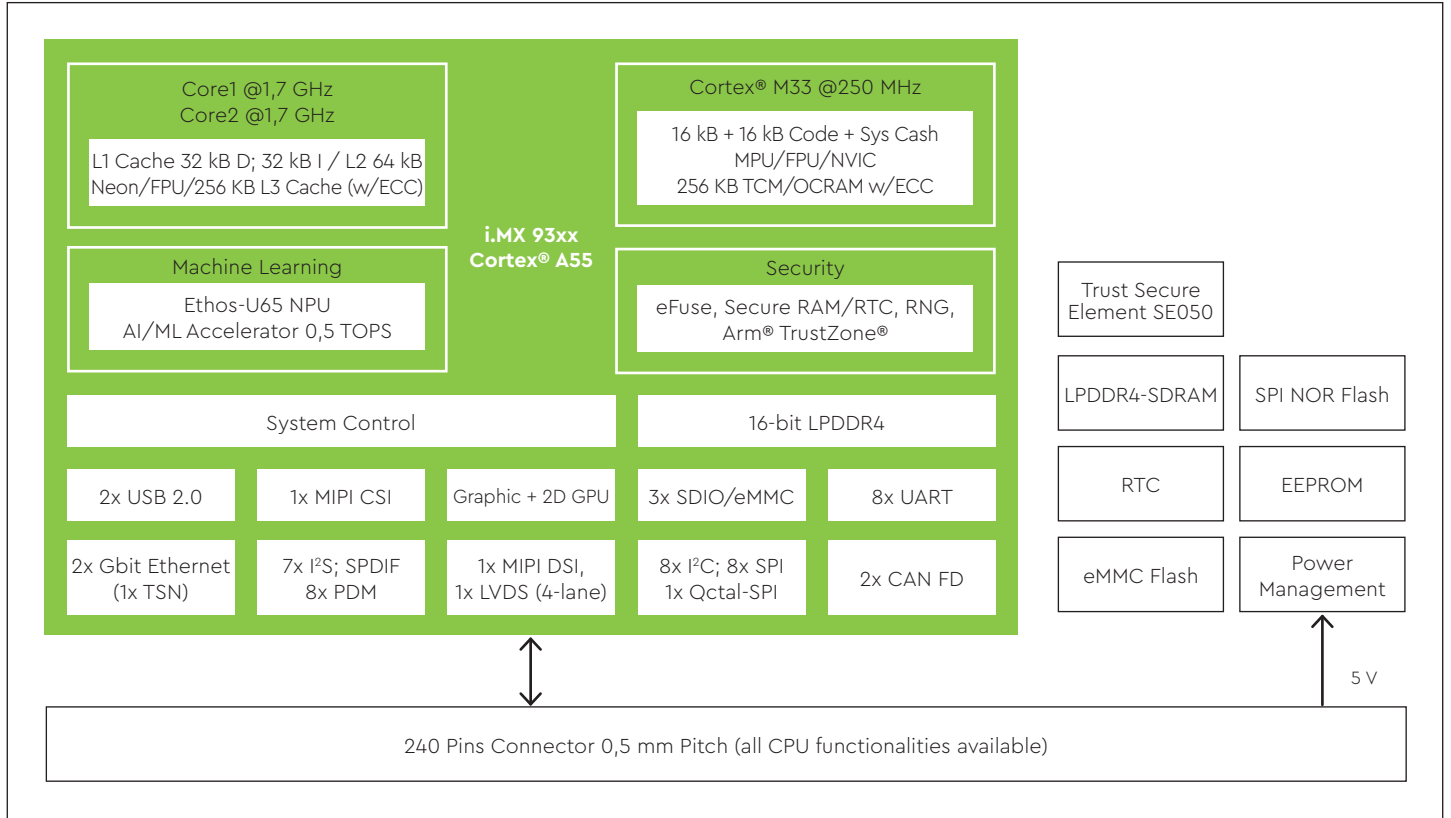 Core1 @1,7 GHz
Core2 @1,7 GHz
L1 Cache 32 kB D; 32 kB I / L2 64 kB
Neon/FPU/256 KB L3 Cache (w/ECC)
Cortex® M33 @250 MHz
16 kB + 16 kB Code + Sys Cash
MPU/FPU/NVIC
256 KB TCM/OCRAM w/ECC
i.MX 93xx
Cortex® A55
Machine Learning
Ethos-U65 NPU
AI/ML Accelerator 0,5 TOPS
Security
eFuse, Secure RAM/RTC, RNG,
Arm® TrustZone®
System Control
16-bit LPDDR4
2x USB 2.0
1x MIPI CSI
Graphic + 2D GPU
3x SDIO/eMMC
8x UART
2x Gbit Ethernet
(1x TSN)
7x I²S; SPDIF
8x PDM
1x MIPI DSI,
1x LVDS (4-lane)
8x I²C; 8x SPI
1x Qctal-SPI
2x CAN FD
Trust Secure
Element SE050
LPDDR4-SDRAM
SPI NOR Flash
RTC
EEPROM
eMMC Flash
Power
Management
5 V
240 Pins Connector 0,5 mm Pitch (all CPU functionalities available)